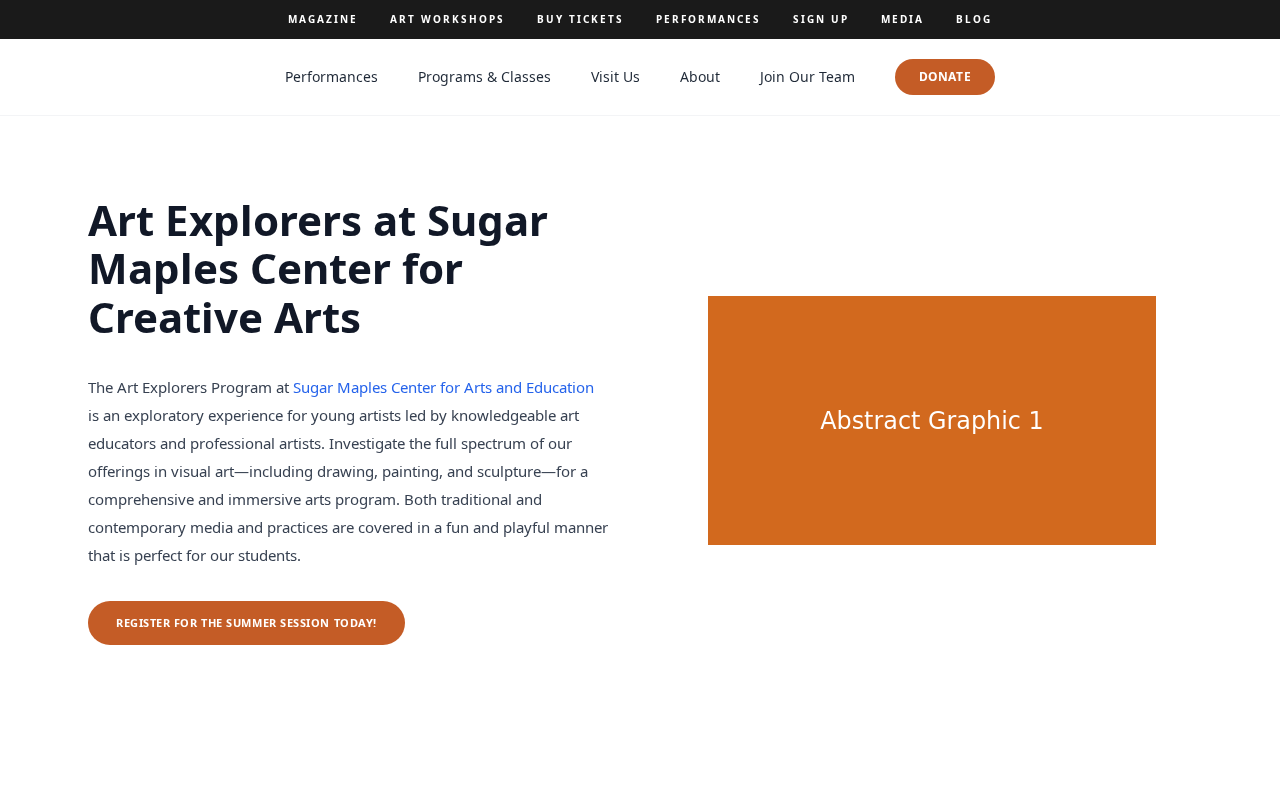 MAGAZINE ART WORKSHOPS BUY TICKETS PERFORMANCES SIGN UP MEDIA BLOG
Performances Programs & Classes Visit Us About Join Our Team DONATE
Art Explorers at Sugar
Maples Center for
Creative Arts
The Art Explorers Program at Sugar Maples Center for Arts and Education
is an exploratory experience for young artists led by knowledgeable art
educators and professional artists. Investigate the full spectrum of our
offerings in visual art—including drawing, painting, and sculpture—for a
comprehensive and immersive arts program. Both traditional and
contemporary media and practices are covered in a fun and playful manner
that is perfect for our students.
REGISTER FOR THE SUMMER SESSION TODAY!
Abstract Graphic 1